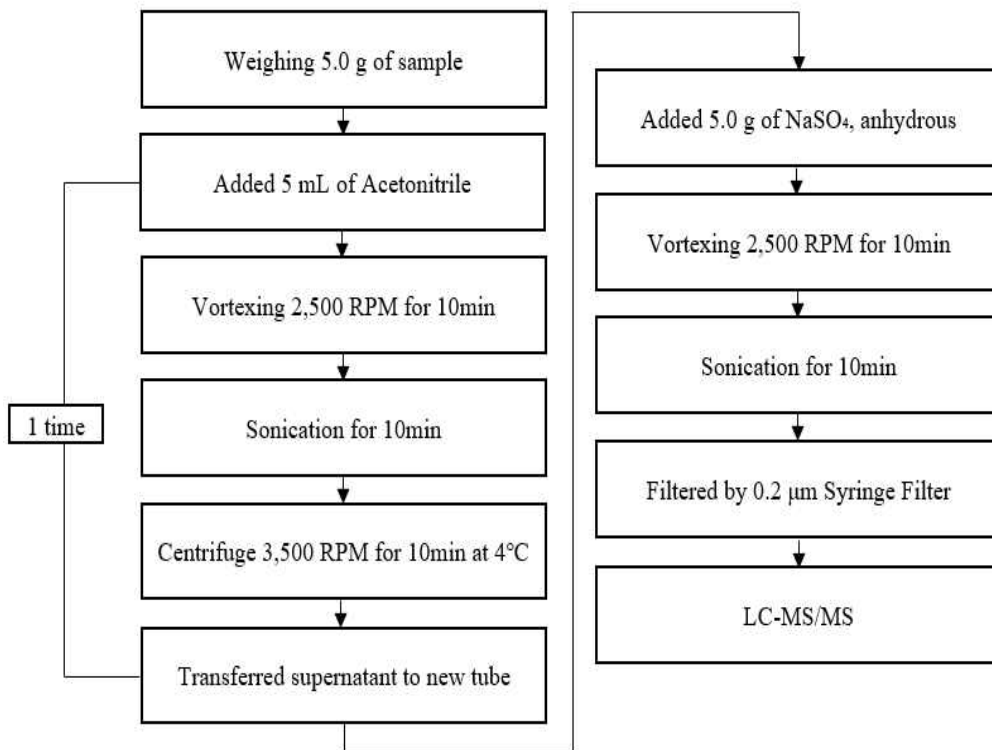 Weighing 5.0 g of sample
Added 5 mL of Acetonitrile
Vortexing 2,500 RPM for 10min
Sonication for 10min
1 time
Centrifuge 3,500 RPM for 10min at 4℃
Transferred supernatant to new tube
Added 5.0 g of NaSO₄, anhydrous
Vortexing 2,500 RPM for 10min
Sonication for 10min
Filtered by 0.2 μm Syringe Filter
LC-MS/MS